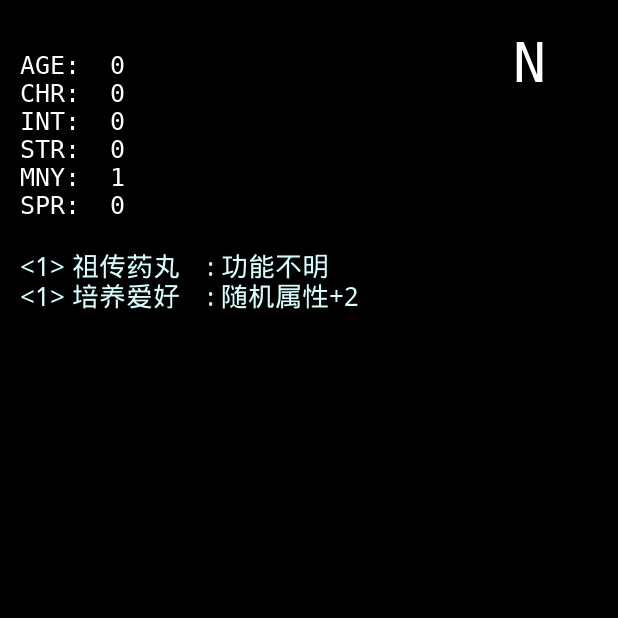 N
AGE: 0
CHR: 0
INT: 0
STR: 0
MNY: 1
SPR: 0
<1> 祖传药丸 : 功能不明
<1> 培养爱好 : 随机属性+2